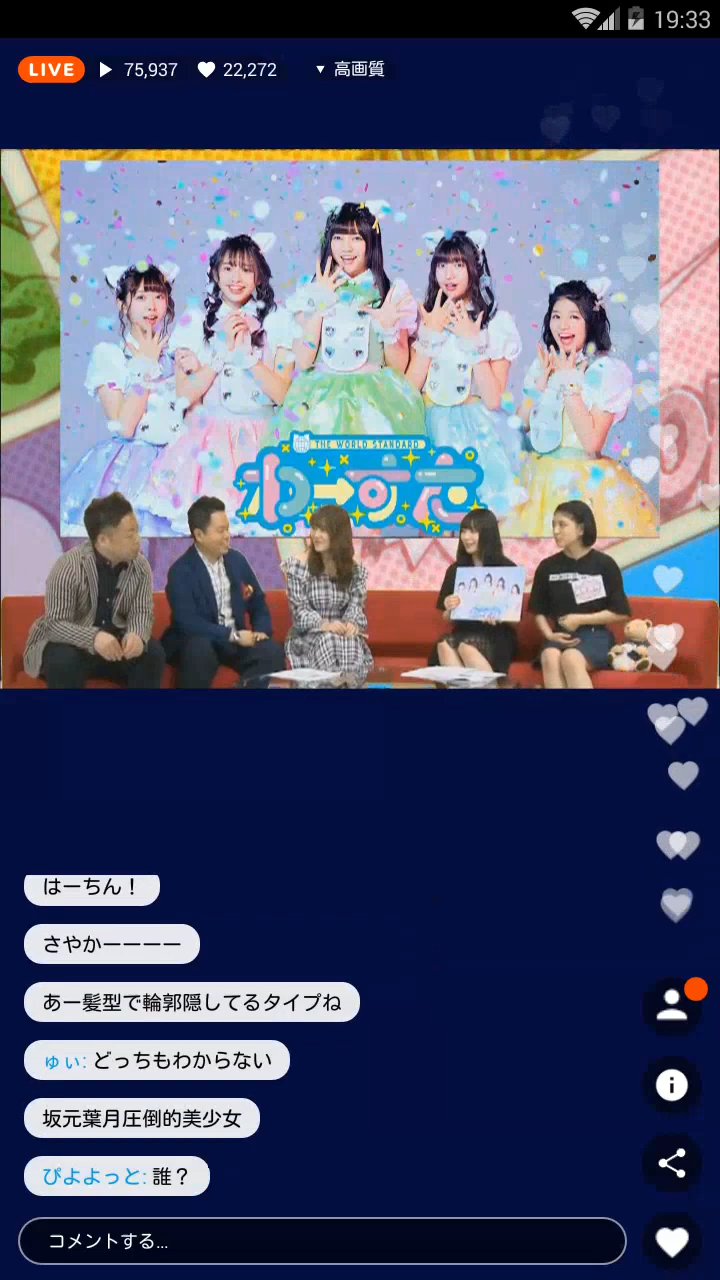 19:33
LIVE 75,937 22,272 ▼ 高画質
THE WORLD STANDARD
わーすた
はーちん！
さやかーーーー
あー髪型で輪郭隠してるタイプね
ゅぃ: どっちもわからない
坂元葉月圧倒的美少女
ぴよよっと: 誰？
コメントする...